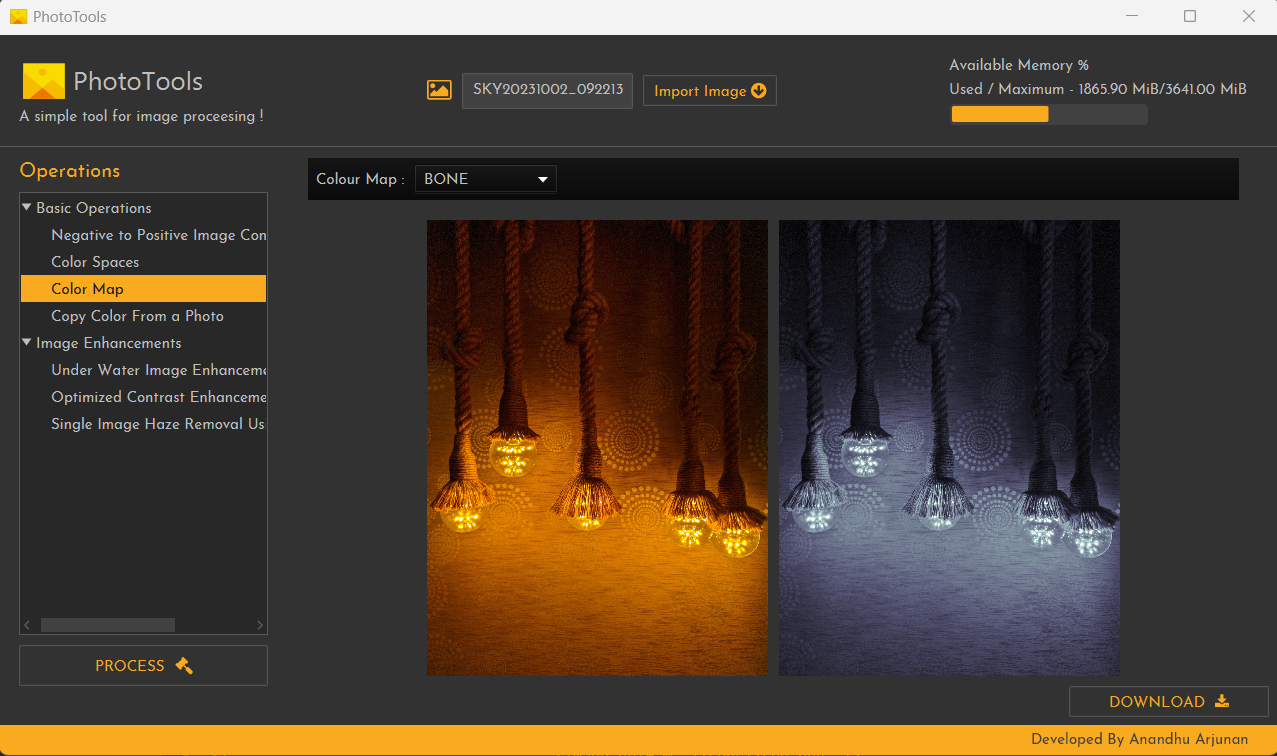 PhotoTools
PhotoTools
A simple tool for image proceesing !
SKY20231002_092213
Import Image
Available Memory %
Used / Maximum - 1865.90 MiB/3641.00 MiB
Operations
Basic Operations
Negative to Positive Image Con
Color Spaces
Color Map
Copy Color From a Photo
Image Enhancements
Under Water Image Enhanceme
Optimized Contrast Enhanceme
Single Image Haze Removal Us
PROCESS
Colour Map :
BONE
DOWNLOAD
Developed By Anandhu Arjunan